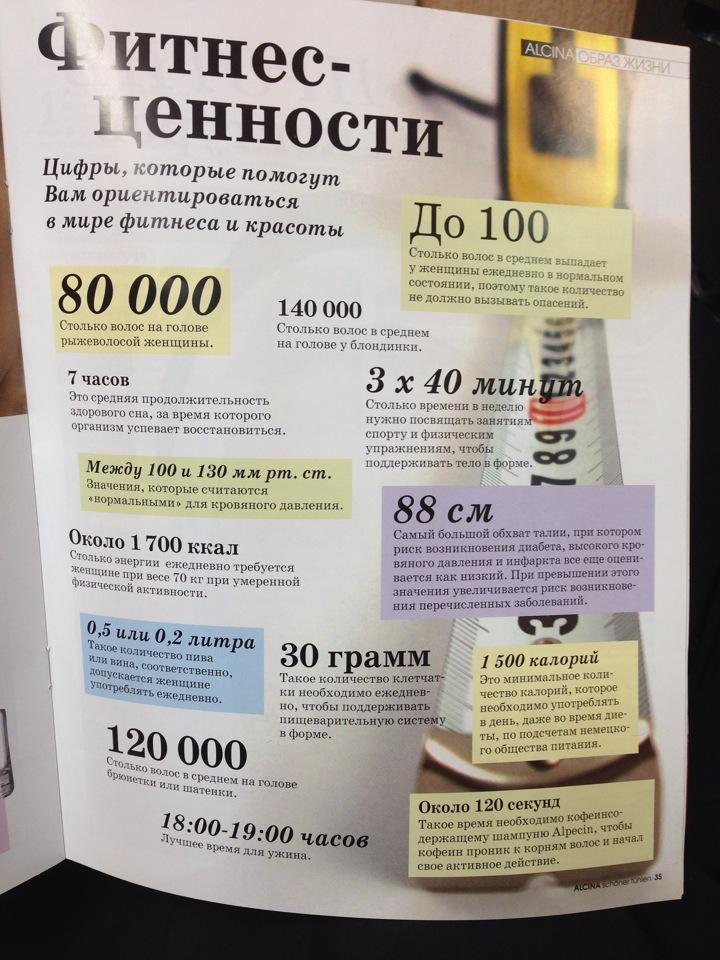 ALCINA ОБРАЗ ЖИЗНИ
Фитнес-
ценности
Цифры, которые помогут
Вам ориентироваться
в мире фитнеса и красоты
До 100
Столько волос в среднем выпадает
у женщины ежедневно в нормальном
состоянии, поэтому такое количество
не должно вызывать опасений.
80 000
Столько волос на голове
рыжеволосой женщины.
140 000
Столько волос в среднем
на голове у блондинки.
7 часов
Это средняя продолжительность
здорового сна, за время которого
организм успевает восстановиться.
3 х 40 минут
Столько времени в неделю
нужно посвящать занятиям
спорту и физическим
упражнениям, чтобы
поддерживать тело в форме.
Между 100 и 130 мм рт. ст.
Значения, которые считаются
«нормальными» для кровяного давления.
88 см
Самый большой обхват талии, при котором
риск возникновения диабета, высокого кро-
вяного давления и инфаркта все еще оцени-
вается как низкий. При превышении этого
значения увеличивается риск возникнове-
ния перечисленных заболеваний.
Около 1 700 ккал
Столько энергии ежедневно требуется
женщине при весе 70 кг при умеренной
физической активности.
0,5 или 0,2 литра
Такое количество пива
или вина, соответственно,
допускается женщине
употреблять ежедневно.
30 грамм
Такое количество клетчат-
ки необходимо ежеднев-
но, чтобы поддерживать
пищеварительную систему
в форме.
1 500 калорий
Это минимальное коли-
чество калорий, которое
необходимо употреблять
в день, даже во время дие-
ты, по подсчетам немецко-
го общества питания.
120 000
Столько волос в среднем на голове
брюнетки или шатенки.
18:00-19:00 часов
Лучшее время для ужина.
Около 120 секунд
Такое время необходимо кофеинсо-
держащему шампуню Alpecin, чтобы
кофеин проник к корням волос и начал
свое активное действие.
ALCINA schöner fühlen 35